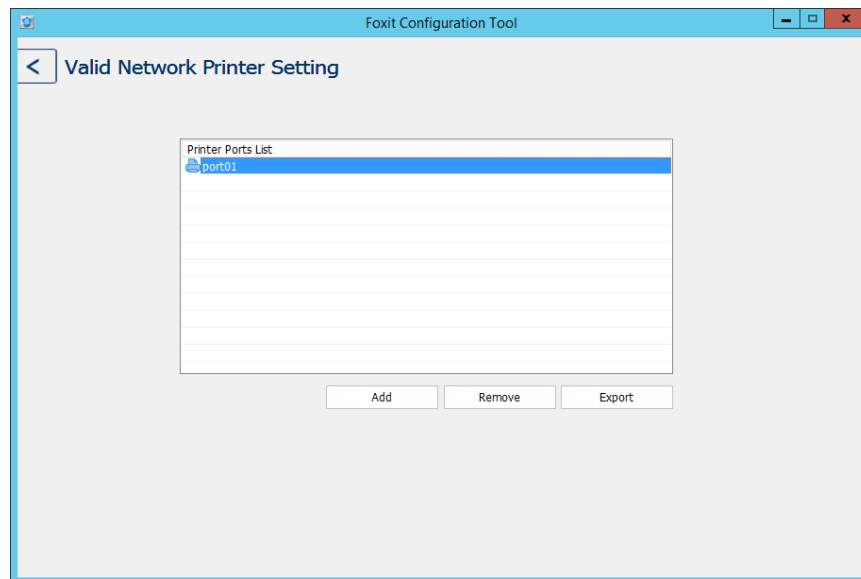 Foxit Configuration Tool
Valid Network Printer Setting
Printer Ports List
port01
Add Remove Export